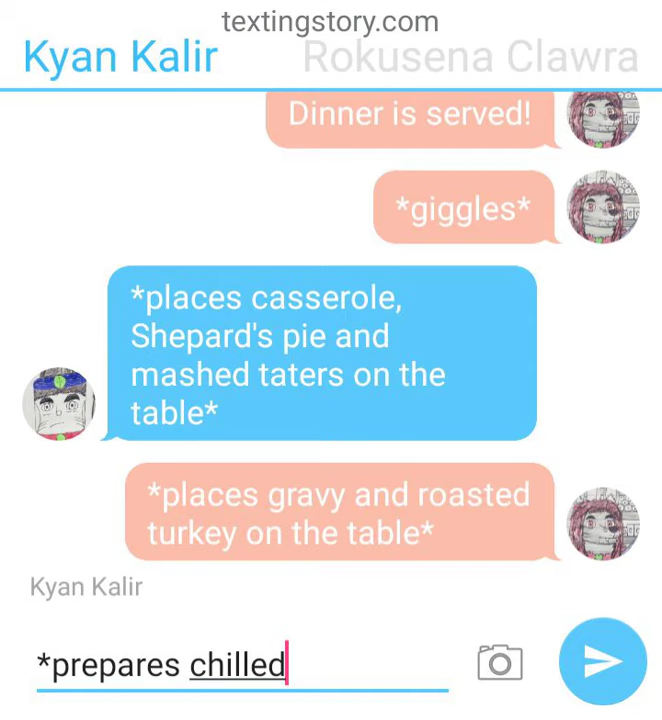 textingstory.com
Kyan Kalir
Rokusena Clawra
Dinner is served!
*giggles*
*places casserole,
Shepard's pie and
mashed taters on the
table*
*places gravy and roasted
turkey on the table*
Kyan Kalir
*prepares chilled